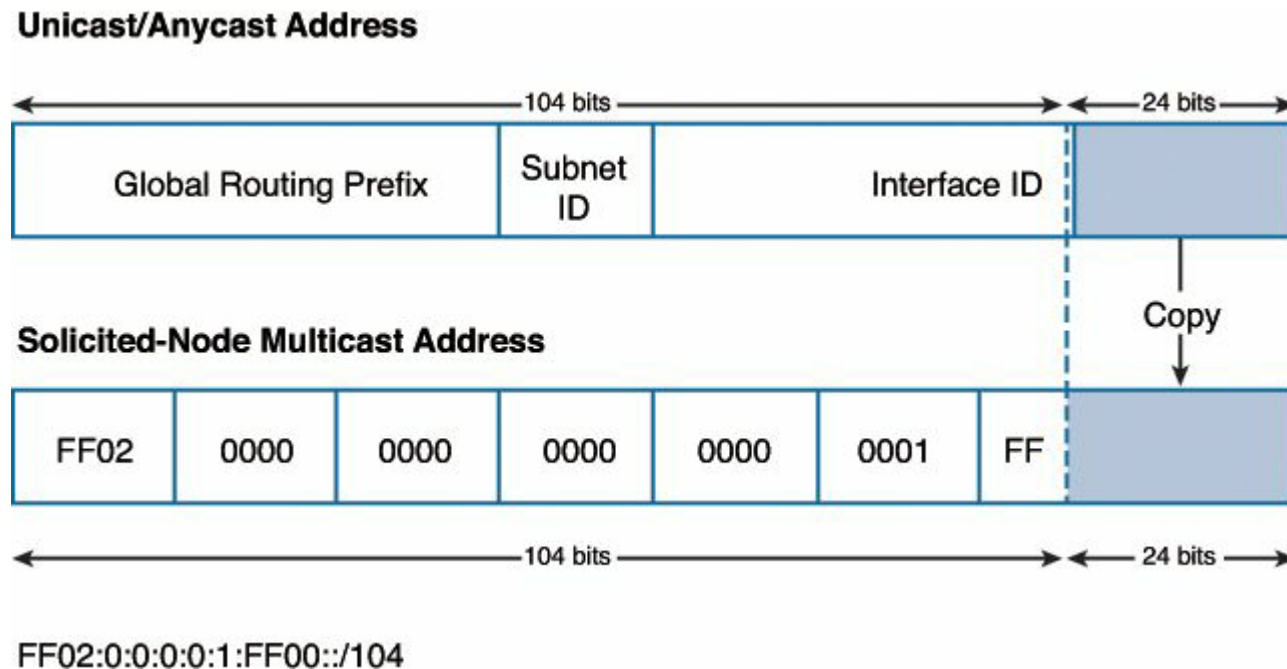 Unicast/Anycast Address
104 bits 24 bits
Global Routing Prefix
Subnet
ID
Interface ID
Copy
Solicited-Node Multicast Address
FF02 0000 0000 0000 0000 0001 FF
104 bits 24 bits
FF02:0:0:0:0:1:FF00::/104